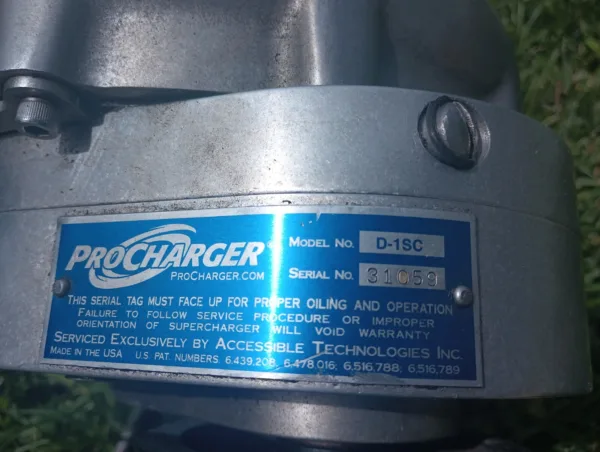 PROCHARGER®
PROCHARGER.COM
MODEL NO. D-1SC
SERIAL NO. 31059
THIS SERIAL TAG MUST FACE UP FOR PROPER OILING AND OPERATION
FAILURE TO FOLLOW SERVICE PROCEDURE OR IMPROPER
ORIENTATION OF SUPERCHARGER WILL VOID WARRANTY
SERVICED EXCLUSIVELY BY ACCESSIBLE TECHNOLOGIES INC.
MADE IN THE USA U.S. PAT. NUMBERS. 6,439,208; 6,478,016; 6,516,788; 6,516,789